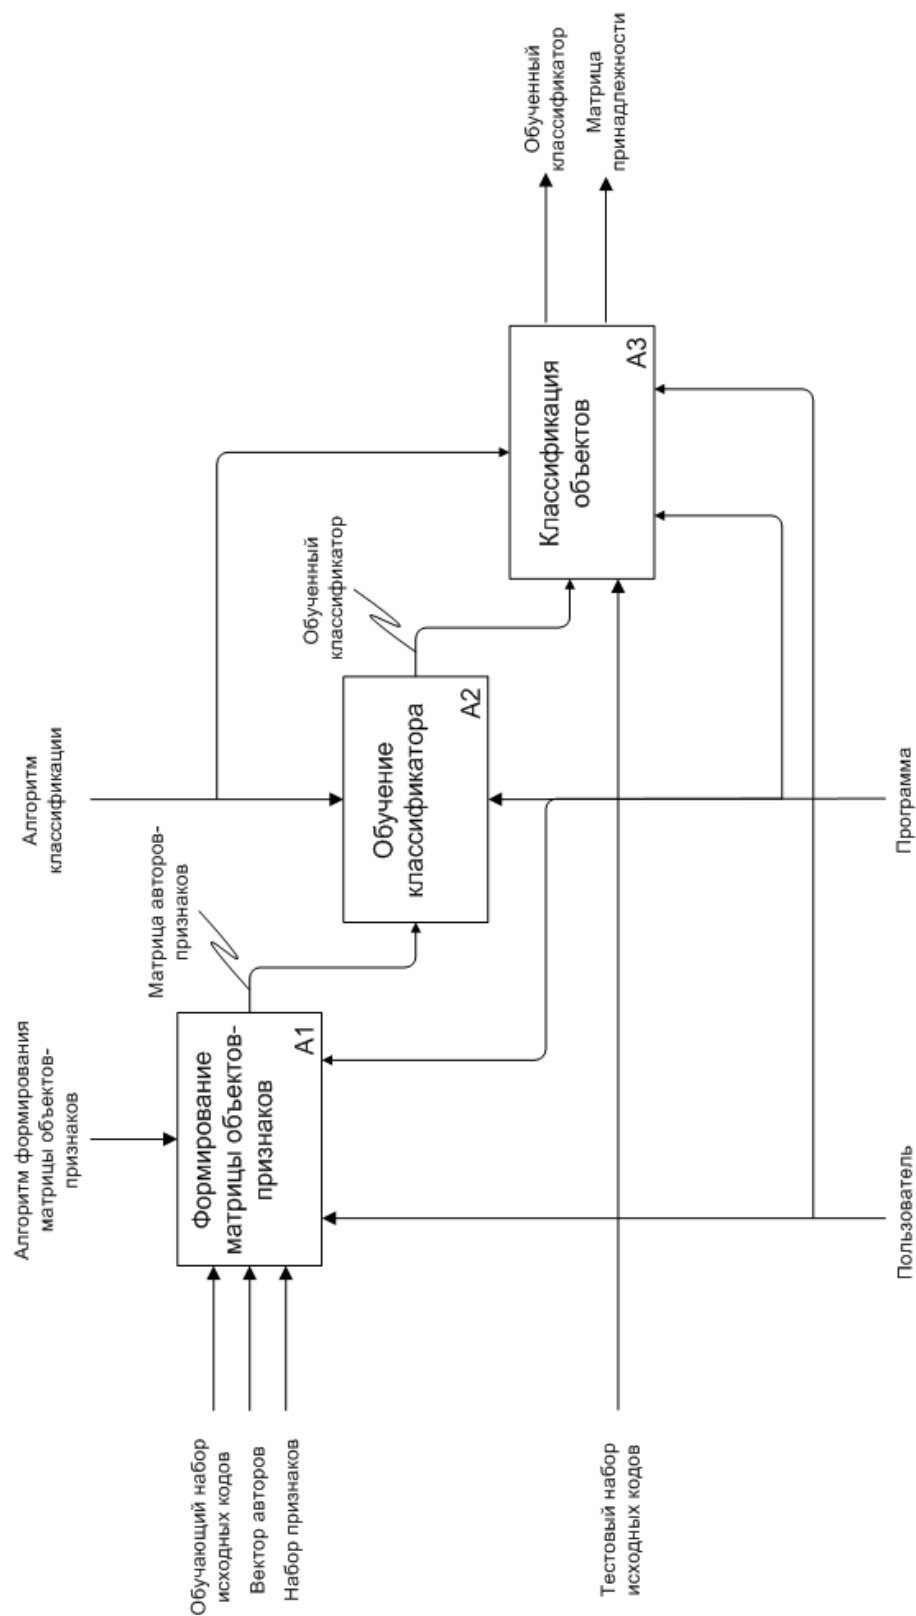 Алгоритм формирования
матрицы объектов-
признаков
Алгоритм
классификации
Матрица авторов-
признаков
Обученный
классификатор
Обученный
классификатор
Матрица
принадлежности
Обучающий набор
исходных кодов
Вектор авторов
Набор признаков
Формирование
матрицы объектов-
признаков
A1
Обучение
классификатора
A2
Классификация
объектов
A3
Тестовый набор
исходных кодов
Пользователь
Программа